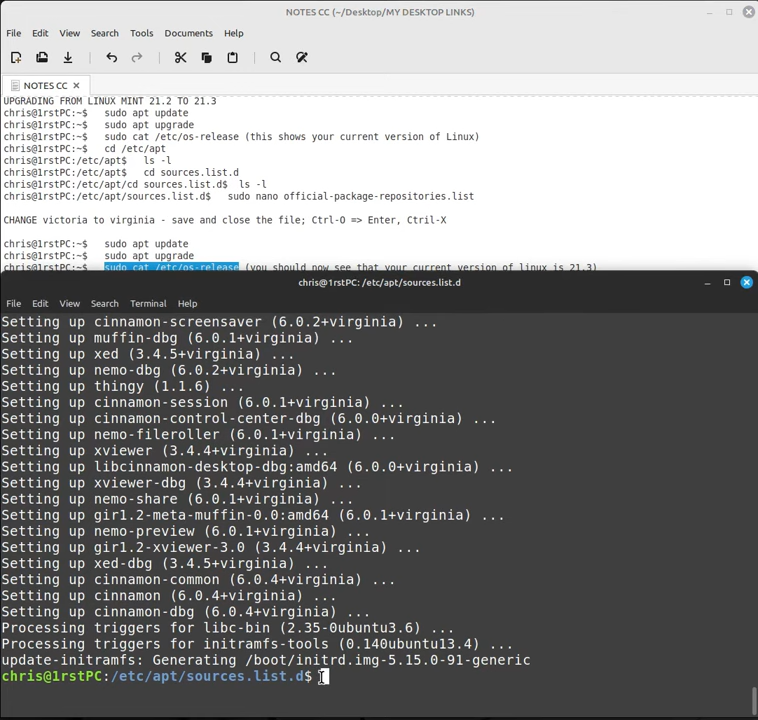 NOTES CC (~/Desktop/MY DESKTOP LINKS)
File Edit View Search Tools Documents Help
NOTES CC
UPGRADING FROM LINUX MINT 21.2 TO 21.3
chris@1rstPC:~$ sudo apt update
chris@1rstPC:~$ sudo apt upgrade
chris@1rstPC:~$ sudo cat /etc/os-release (this shows your current version of Linux)
chris@1rstPC:~$ cd /etc/apt
chris@1rstPC:/etc/apt$ ls -l
chris@1rstPC:/etc/apt$ cd sources.list.d
chris@1rstPC:/etc/apt/cd sources.list.d$ ls -l
chris@1rstPC:/etc/apt/sources.list.d$ sudo nano official-package-repositories.list
CHANGE victoria to virginia - save and close the file; Ctrl-O => Enter, Ctril-X
chris@1rstPC:~$ sudo apt update
chris@1rstPC:~$ sudo apt upgrade
chris@1rstPC:~$ sudo cat /etc/os-release (you should now see that your current version of linux is 21.3)
chris@1rstPC: /etc/apt/sources.list.d
File Edit View Search Terminal Help
Setting up cinnamon-screensaver (6.0.2+virginia) ...
Setting up muffin-dbg (6.0.1+virginia) ...
Setting up xed (3.4.5+virginia) ...
Setting up nemo-dbg (6.0.2+virginia) ...
Setting up thingy (1.1.6) ...
Setting up cinnamon-session (6.0.1+virginia) ...
Setting up cinnamon-control-center-dbg (6.0.0+virginia) ...
Setting up nemo-fileroller (6.0.1+virginia) ...
Setting up xviewer (3.4.4+virginia) ...
Setting up libcinnamon-desktop-dbg:amd64 (6.0.0+virginia) ...
Setting up xviewer-dbg (3.4.4+virginia) ...
Setting up nemo-share (6.0.1+virginia) ...
Setting up gir1.2-meta-muffin-0.0:amd64 (6.0.1+virginia) ...
Setting up nemo-preview (6.0.1+virginia) ...
Setting up gir1.2-xviewer-3.0 (3.4.4+virginia) ...
Setting up xed-dbg (3.4.5+virginia) ...
Setting up cinnamon-common (6.0.4+virginia) ...
Setting up cinnamon (6.0.4+virginia) ...
Setting up cinnamon-dbg (6.0.4+virginia) ...
Processing triggers for libc-bin (2.35-0ubuntu3.6) ...
Processing triggers for initramfs-tools (0.140ubuntu13.4) ...
update-initramfs: Generating /boot/initrd.img-5.15.0-91-generic
chris@1rstPC:/etc/apt/sources.list.d$